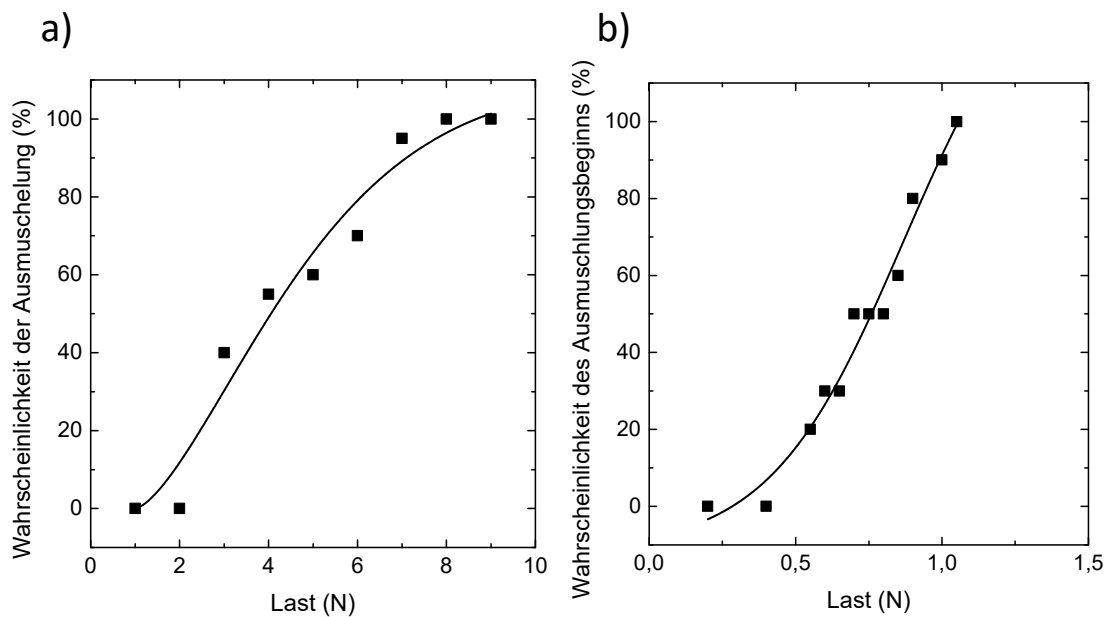 a)
Wahrscheinlichkeit der Ausmuschelung (%)
100
80
60
40
20
0
0 2 4 6 8 10
Last (N)
b)
Wahrscheinlichkeit des Ausmuschlungsbeginns (%)
100
80
60
40
20
0
0,0 0,5 1,0 1,5
Last (N)